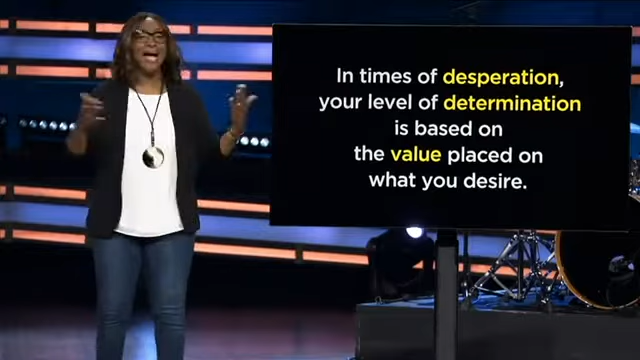 In times of desperation,
your level of determination
is based on
the value placed on
what you desire.